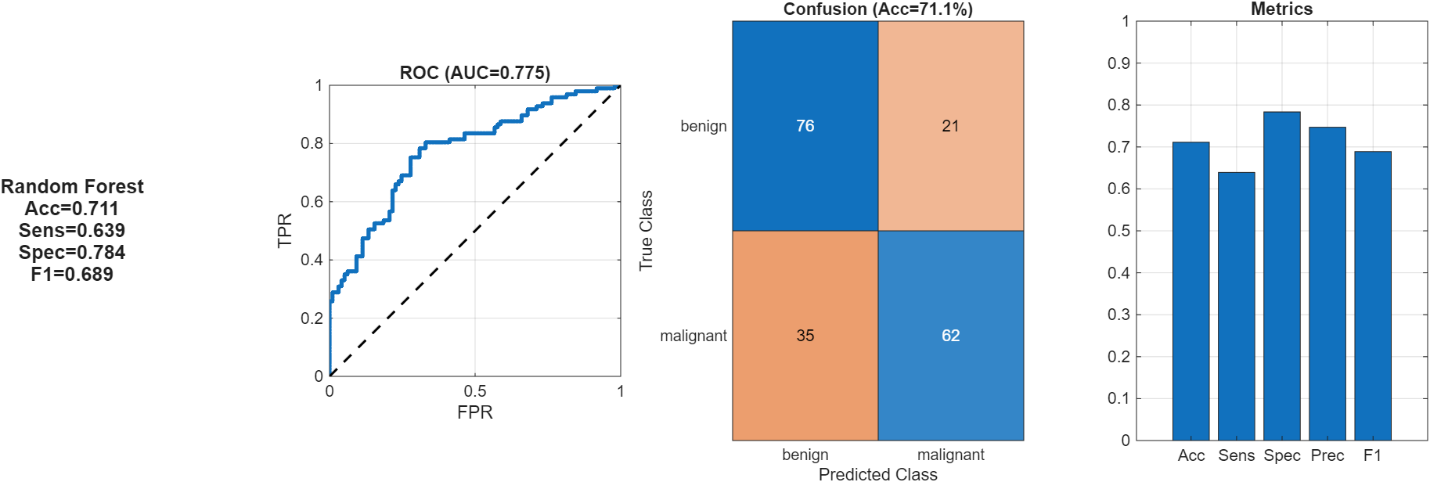 Random Forest
Acc=0.711
Sens=0.639
Spec=0.784
F1=0.689
ROC (AUC=0.775)
TPR
1
0.8
0.6
0.4
0.2
0
0
0.5
1
FPR
Confusion (Acc=71.1%)
True Class
benign
76
21
malignant
35
62
benign
malignant
Predicted Class
Metrics
1
0.9
0.8
0.7
0.6
0.5
0.4
0.3
0.2
0.1
0
Acc
Sens
Spec
Prec
F1